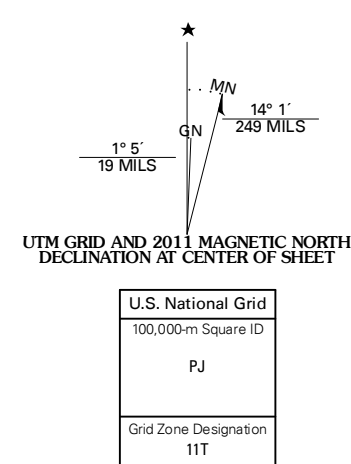 ★
MN
GN
14° 1´
249 MILS
1° 5´
19 MILS
UTM GRID AND 2011 MAGNETIC NORTH
DECLINATION AT CENTER OF SHEET
U.S. National Grid
100,000-m Square ID
PJ
Grid Zone Designation
11T